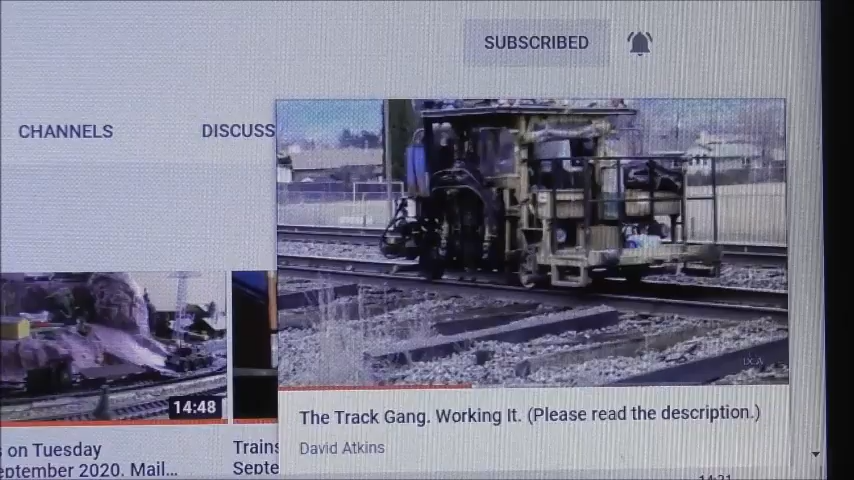 SUBSCRIBED
CHANNELS
DISCUSS
14:48
on Tuesday
eptember 2020. Mail...
Trains
Septe
The Track Gang. Working It. (Please read the description.)
David Atkins